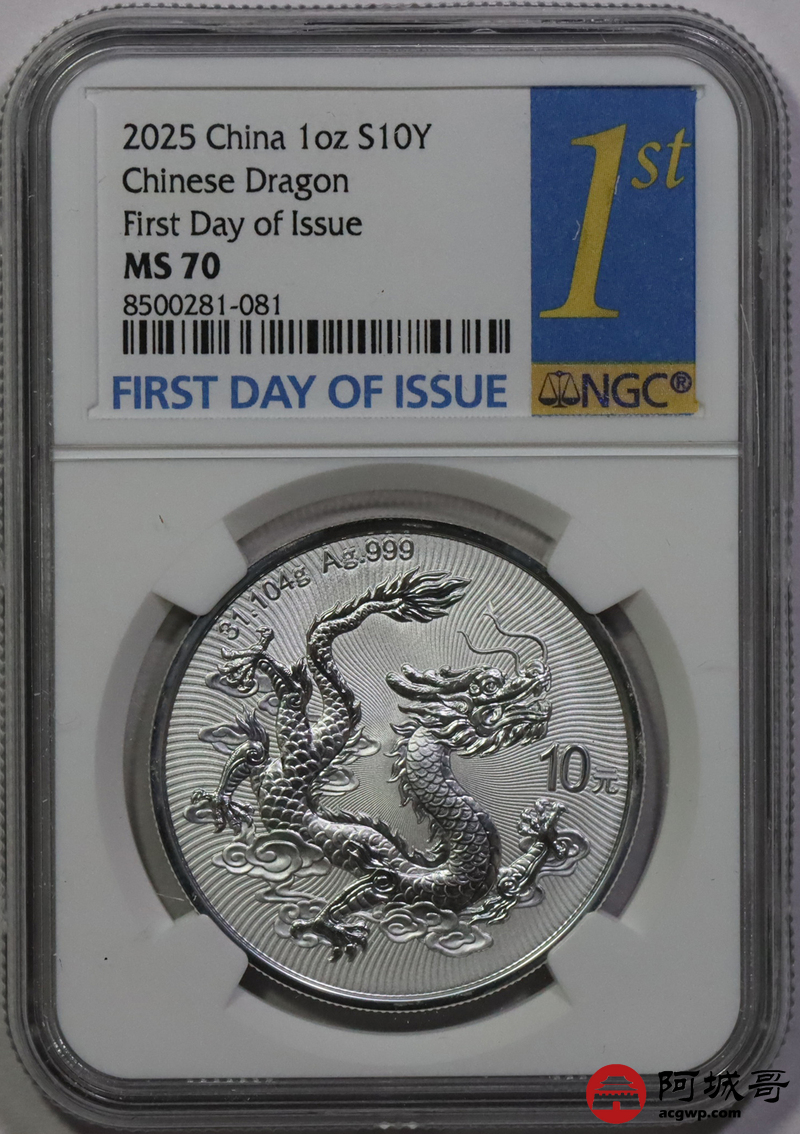 2025 China 1oz S10Y
Chinese Dragon
First Day of Issue
MS 70
8500281-081
FIRST DAY OF ISSUE
1st
NGC®
31.104g Ag.999
10元
阿城哥
acgwp.com